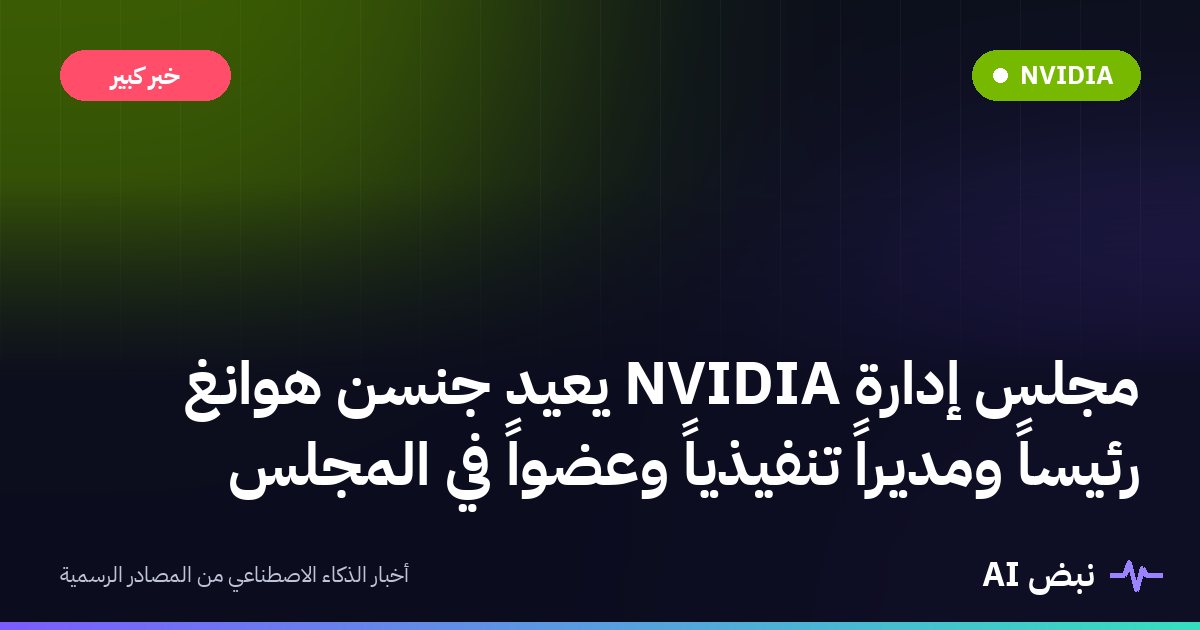 NVIDIA
خبر كبير
مجلس إدارة NVIDIA يعيد جنسن هوانغ
رئيساً ومديراً تنفيذياً وعضواً في المجلس
نبض AI
أخبار الذكاء الاصطناعي من المصادر الرسمية